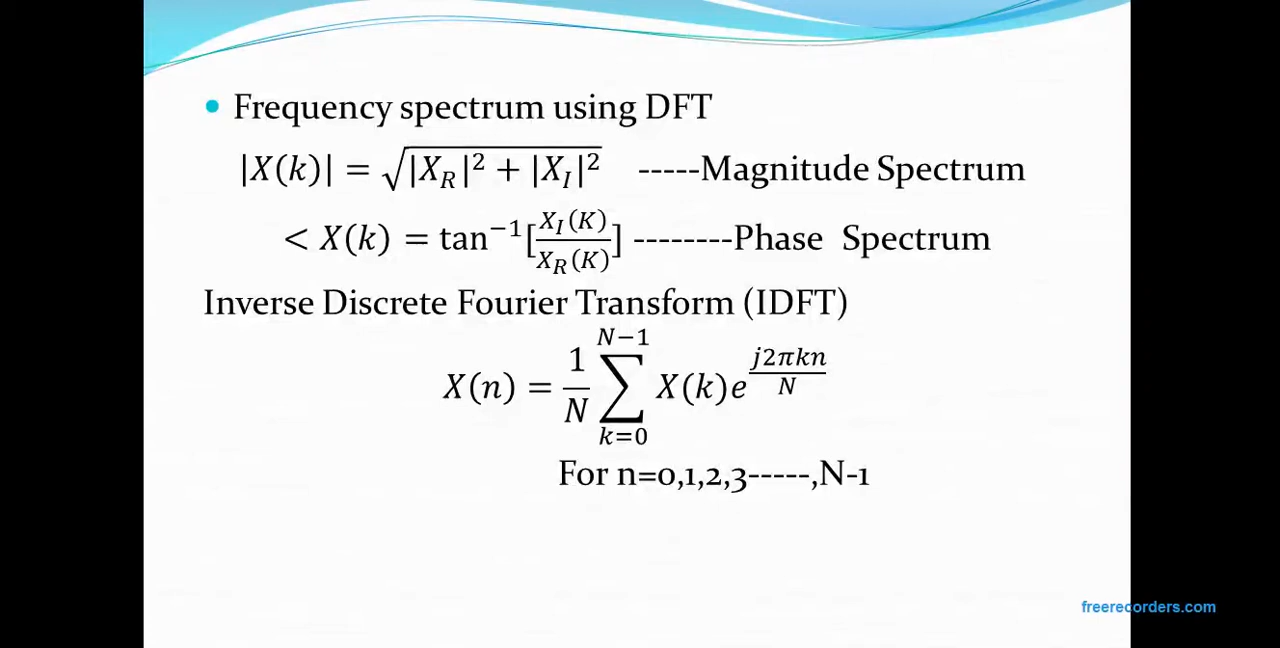 • Frequency spectrum using DFT
|X(k)| = √|X_R|² + |X_I|² -----Magnitude Spectrum
< X(k) = tan⁻¹[X_I(K)/X_R(K)] --------Phase Spectrum
Inverse Discrete Fourier Transform (IDFT)
X(n) = 1/N ∑_{k=0}^{N−1} X(k)e^{j2πkn/N}
For n=0,1,2,3-----,N-1
freerecorders.com